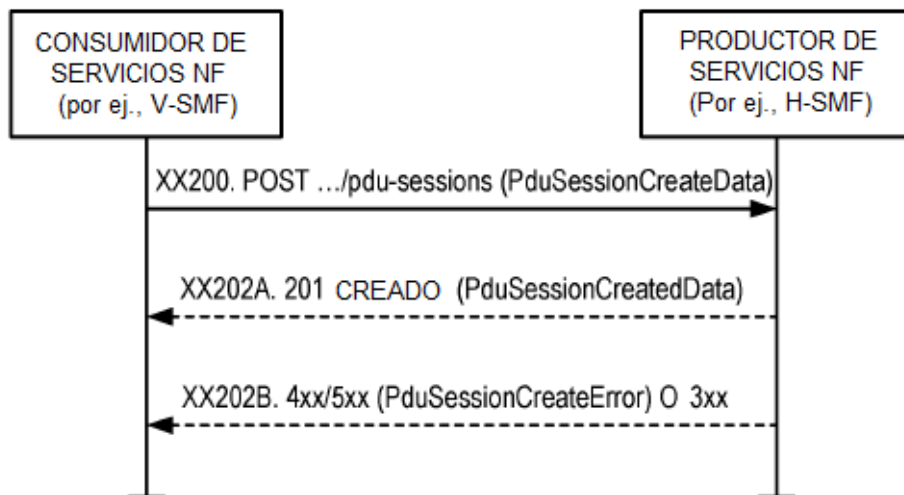 CONSUMIDOR DE
SERVICIOS NF
(por ej., V-SMF)
PRODUCTOR DE
SERVICIOS NF
(Por ej., H-SMF)
XX200. POST .../pdu-sessions (PduSessionCreateData)
XX202A. 201 CREADO (PduSessionCreatedData)
XX202B. 4xx/5xx (PduSessionCreateError) O 3xx